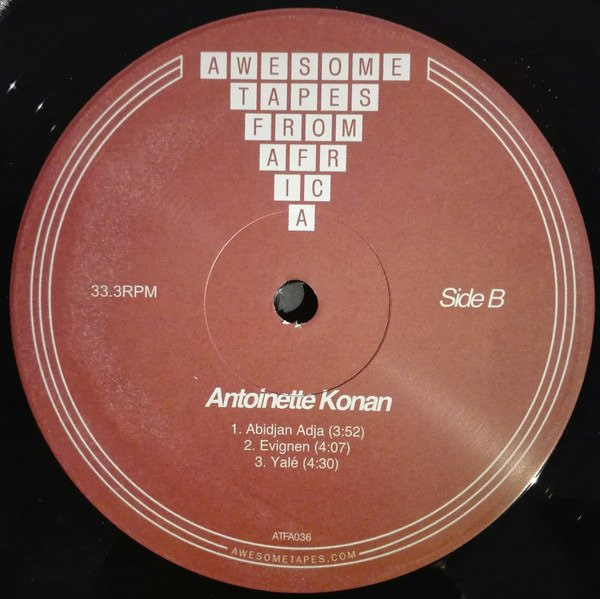 AWESOME
TAPES
FROM
AFR
IC
A
33.3RPM
Side B
Antoinette Konan
1. Abidjan Adja (3:52)
2. Evignen (4:07)
3. Yalé (4:30)
ATFA036
AWESOMETAPES.COM